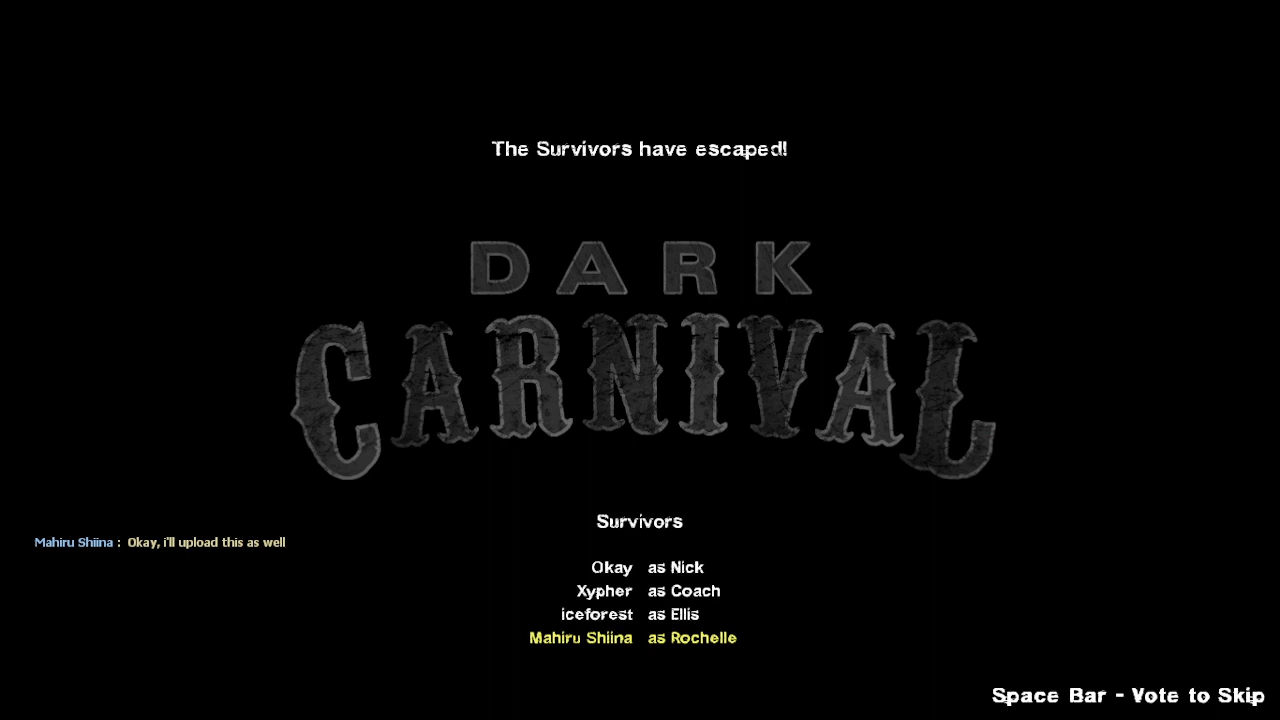 The Survivors have escaped!
DARK
CARNIVAL
Survivors
Mahiru Shiina : Okay, i'll upload this as well
Okay as Nick
Xypher as Coach
iceforest as Ellis
Mahiru Shiina as Rochelle
Space Bar - Vote to Skip